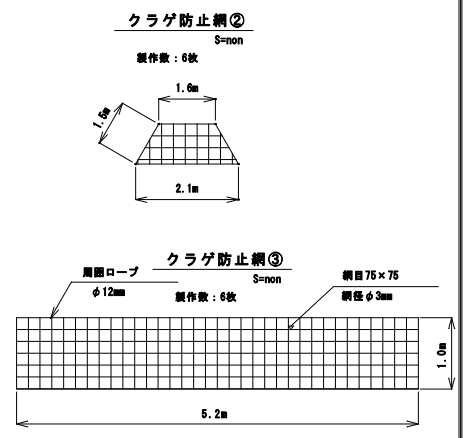 クラゲ防止網②
S=non
製作数：6枚
1.6m
1.5m
2.1m
クラゲ防止網③
S=non
周囲ロープ
φ12mm
製作数：6枚
網目75×75
網径φ3mm
1.0m
5.2m